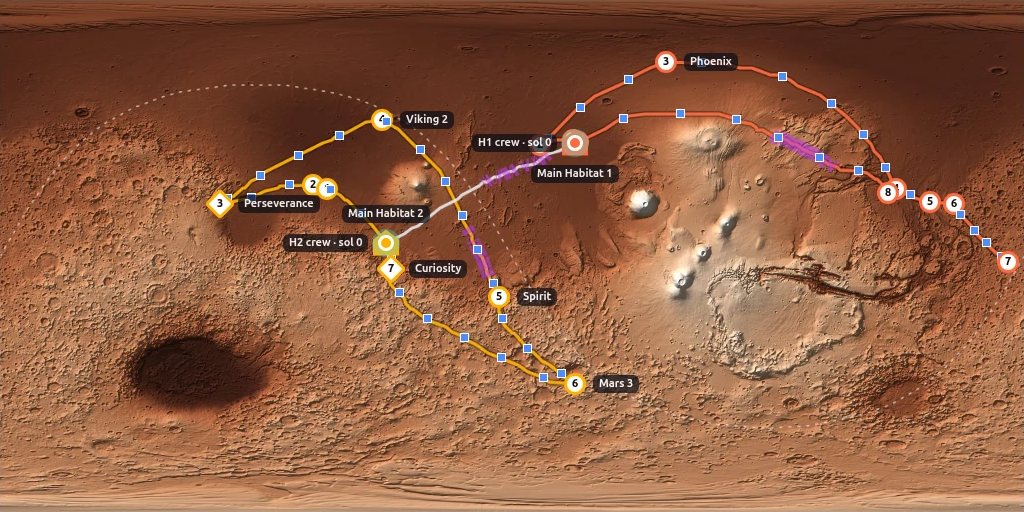 3 Phoenix
4 Viking 2
H1 crew · sol 0
Main Habitat 1
2
3 Perseverance
8
5
6
Main Habitat 2
H2 crew · sol 0
7 Curiosity
7
5 Spirit
6 Mars 3